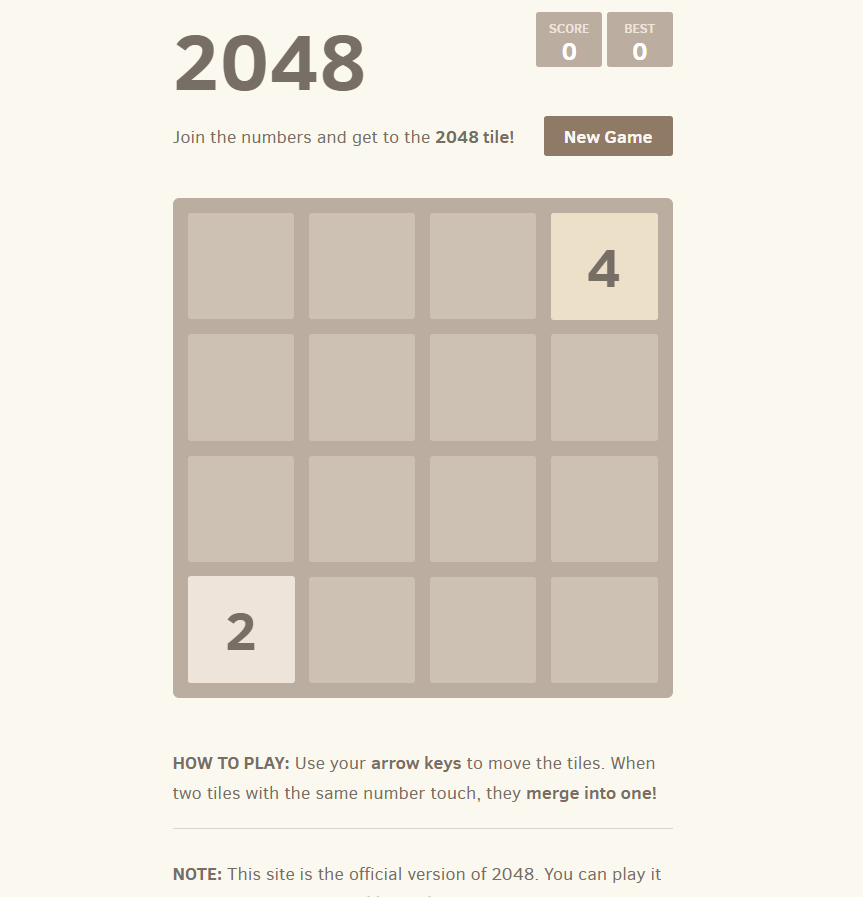 2048
SCORE
0
BEST
0
Join the numbers and get to the 2048 tile!
New Game
4
2
HOW TO PLAY: Use your arrow keys to move the tiles. When
two tiles with the same number touch, they merge into one!
NOTE: This site is the official version of 2048. You can play it